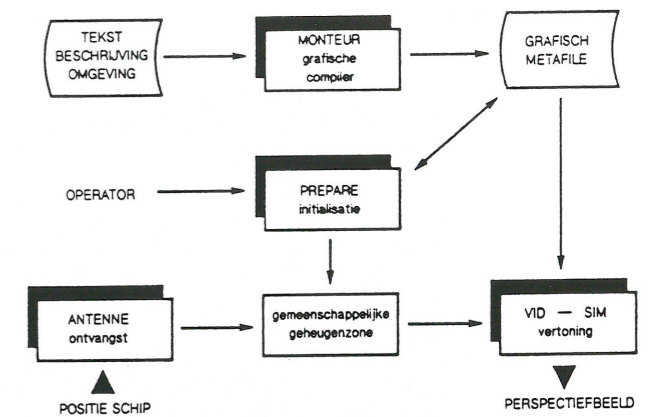 TEKST
BESCHRIJVING
OMGEVING
MONTEUR
grafische
compiler
GRAFISCH
METAFILE
OPERATOR
PREPARE
initialisatie
ANTENNE
ontvangst
gemeenschappelijke
geheugenzone
VID — SIM
vertoning
POSITIE SCHIP
PERSPECTIEFBEELD